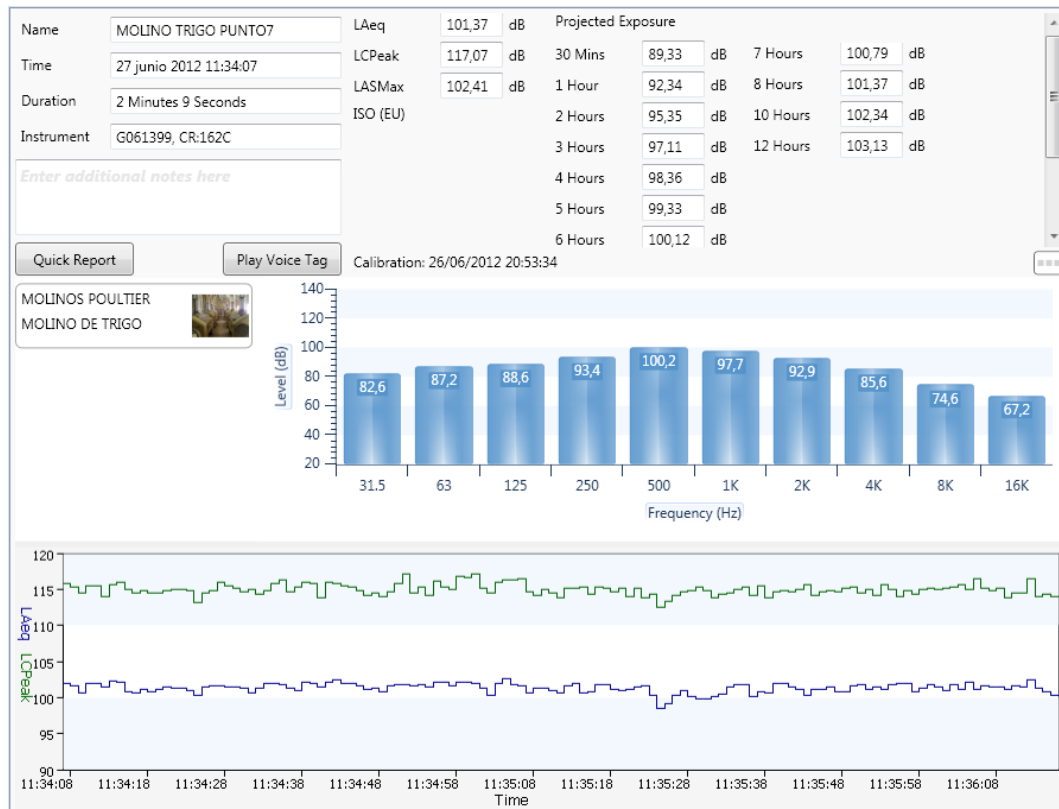 Name MOLINO TRIGO PUNTO7
Time 27 junio 2012 11:34:07
Duration 2 Minutes 9 Seconds
Instrument G061399, CR:162C
Enter additional notes here
Quick Report Play Voice Tag
LAeq 101,37 dB
LCPeak 117,07 dB
LASMax 102,41 dB
ISO (EU)
Projected Exposure
30 Mins 89,33 dB 7 Hours 100,79 dB
1 Hour 92,34 dB 8 Hours 101,37 dB
2 Hours 95,35 dB 10 Hours 102,34 dB
3 Hours 97,11 dB 12 Hours 103,13 dB
4 Hours 98,36 dB
5 Hours 99,33 dB
6 Hours 100,12 dB
Calibration: 26/06/2012 20:53:34
MOLINOS POULTIER
MOLINO DE TRIGO
Level (dB)
140
120
100
80
60
40
20
82,6 87,2 88,6 93,4 100,2 97,7 92,9 85,6 74,6 67,2
31.5 63 125 250 500 1K 2K 4K 8K 16K
Frequency (Hz)
LAeq
LCPeak
120
115
110
105
100
95
90
11:34:08 11:34:18 11:34:28 11:34:38 11:34:48 11:34:58 11:35:08 11:35:18 11:35:28 11:35:38 11:35:48 11:35:58 11:36:08
Time